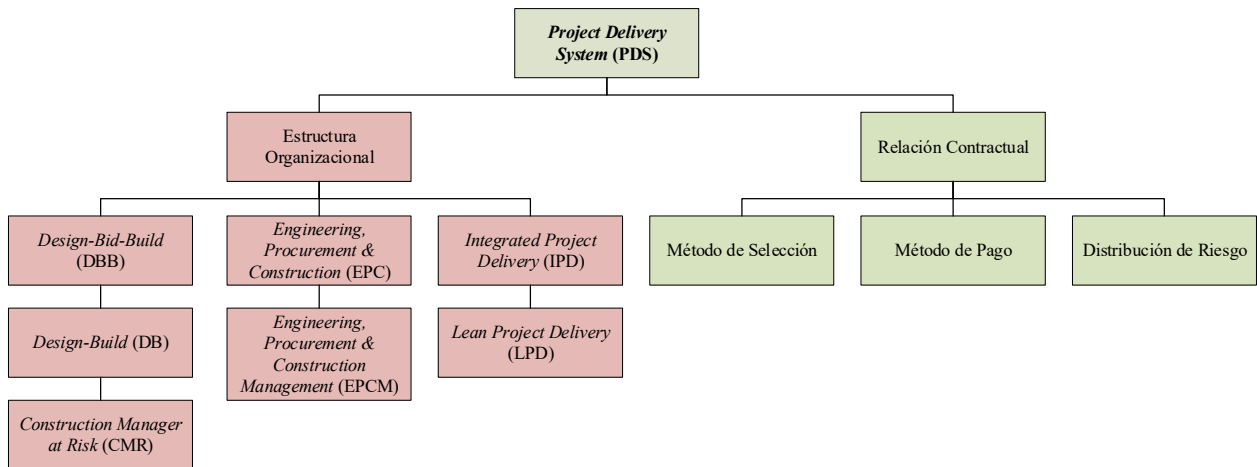 Project Delivery
System (PDS)
Estructura
Organizacional
Relación Contractual
Design-Bid-Build
(DBB)
Engineering,
Procurement &
Construction (EPC)
Integrated Project
Delivery (IPD)
Método de Selección
Método de Pago
Distribución de Riesgo
Design-Build (DB)
Engineering,
Procurement &
Construction
Management (EPCM)
Lean Project Delivery
(LPD)
Construction Manager
at Risk (CMR)